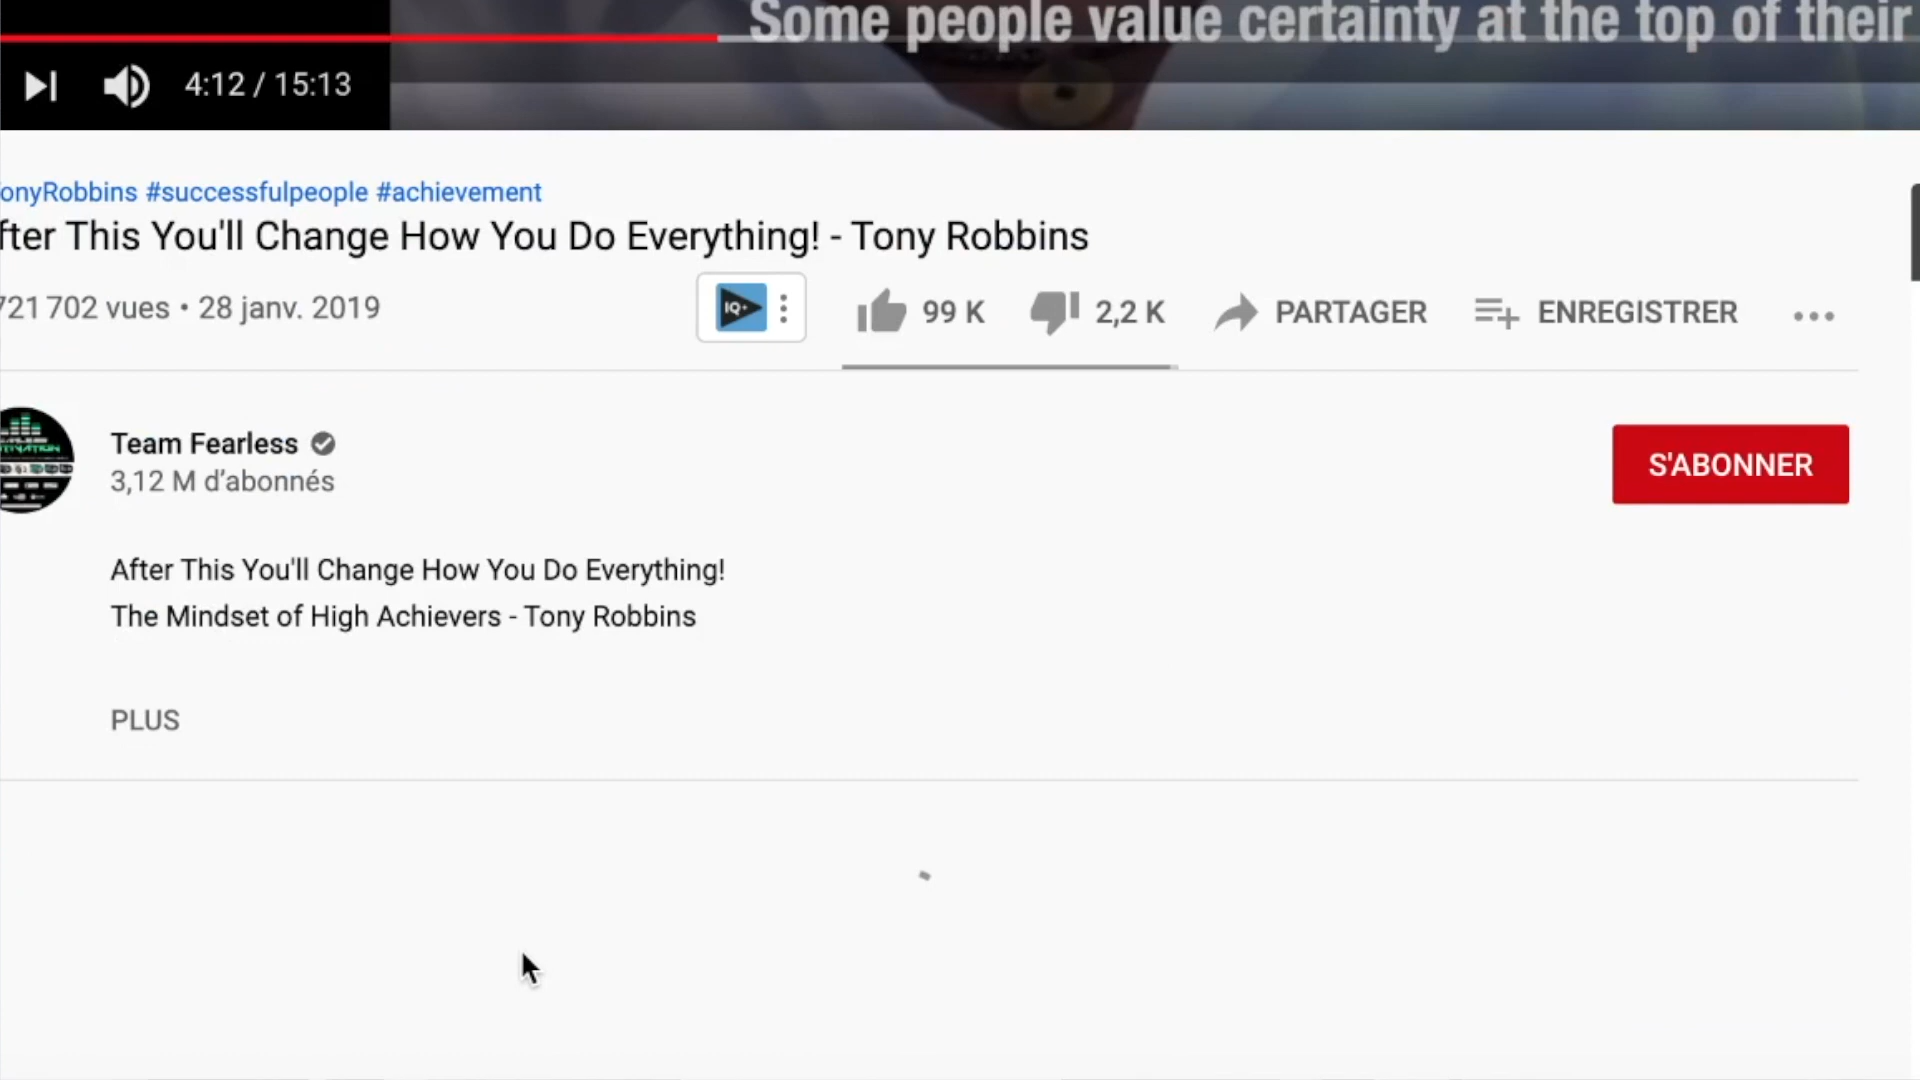 Some people value certainty at the top of their
4:12 / 15:13
onyRobbins #successfulpeople #achievement
fter This You'll Change How You Do Everything! - Tony Robbins
721 702 vues • 28 janv. 2019
IQ+
99 K
2,2 K
PARTAGER
ENREGISTRER
Team Fearless
3,12 M d’abonnés
S'ABONNER
After This You'll Change How You Do Everything!
The Mindset of High Achievers - Tony Robbins
PLUS